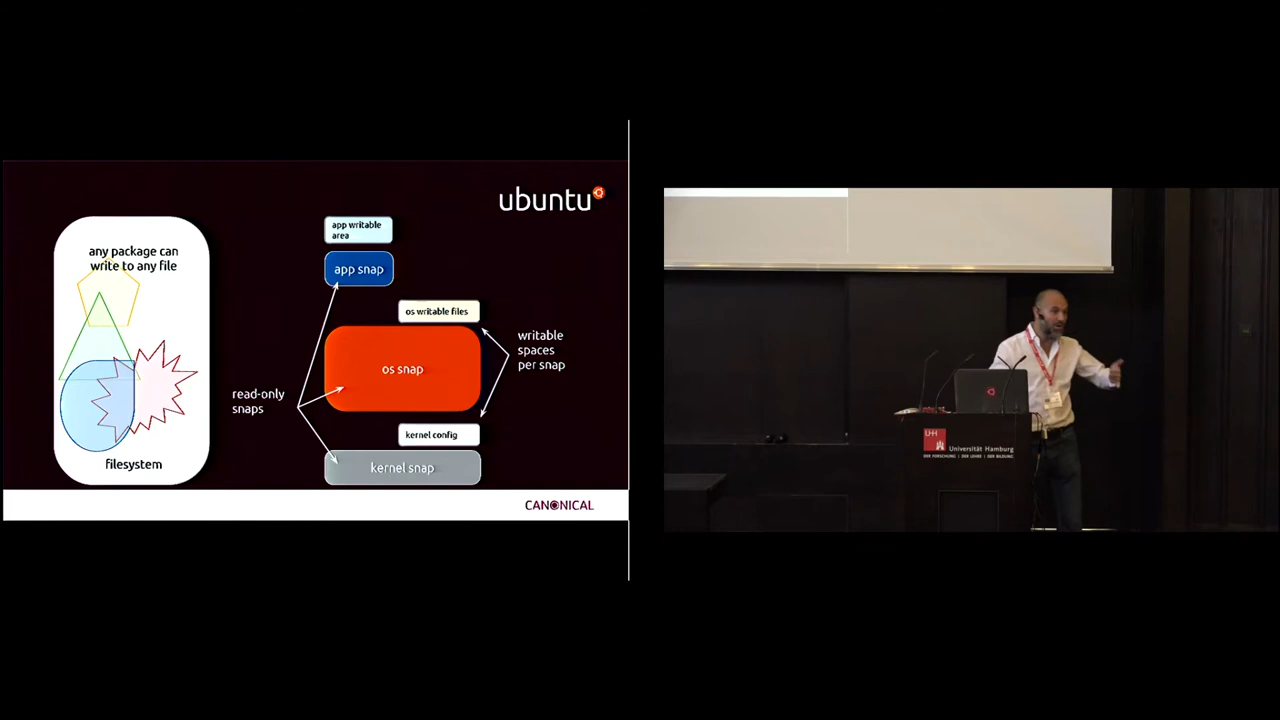 ubuntu
any package can
write to any file
filesystem
app writable
area
app snap
os writable files
os snap
writable
spaces
per snap
read-only
snaps
kernel config
kernel snap
CANONICAL
UH
Universität Hamburg
DER FORSCHUNG | DER LEHRE | DER BILDUNG